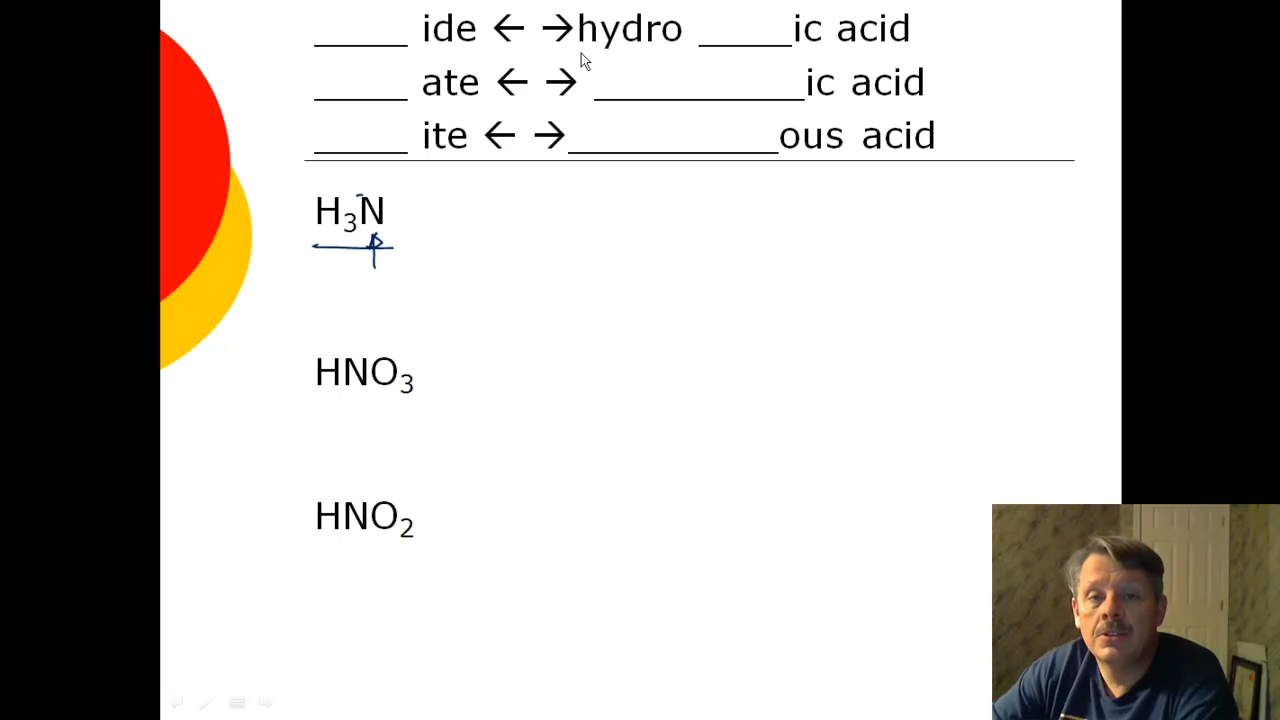 _____ ide ← →hydro _____ic acid
_____ ate ← → ___________ic acid
_____ ite ← →___________ous acid
H₃N
HNO₃
HNO₂